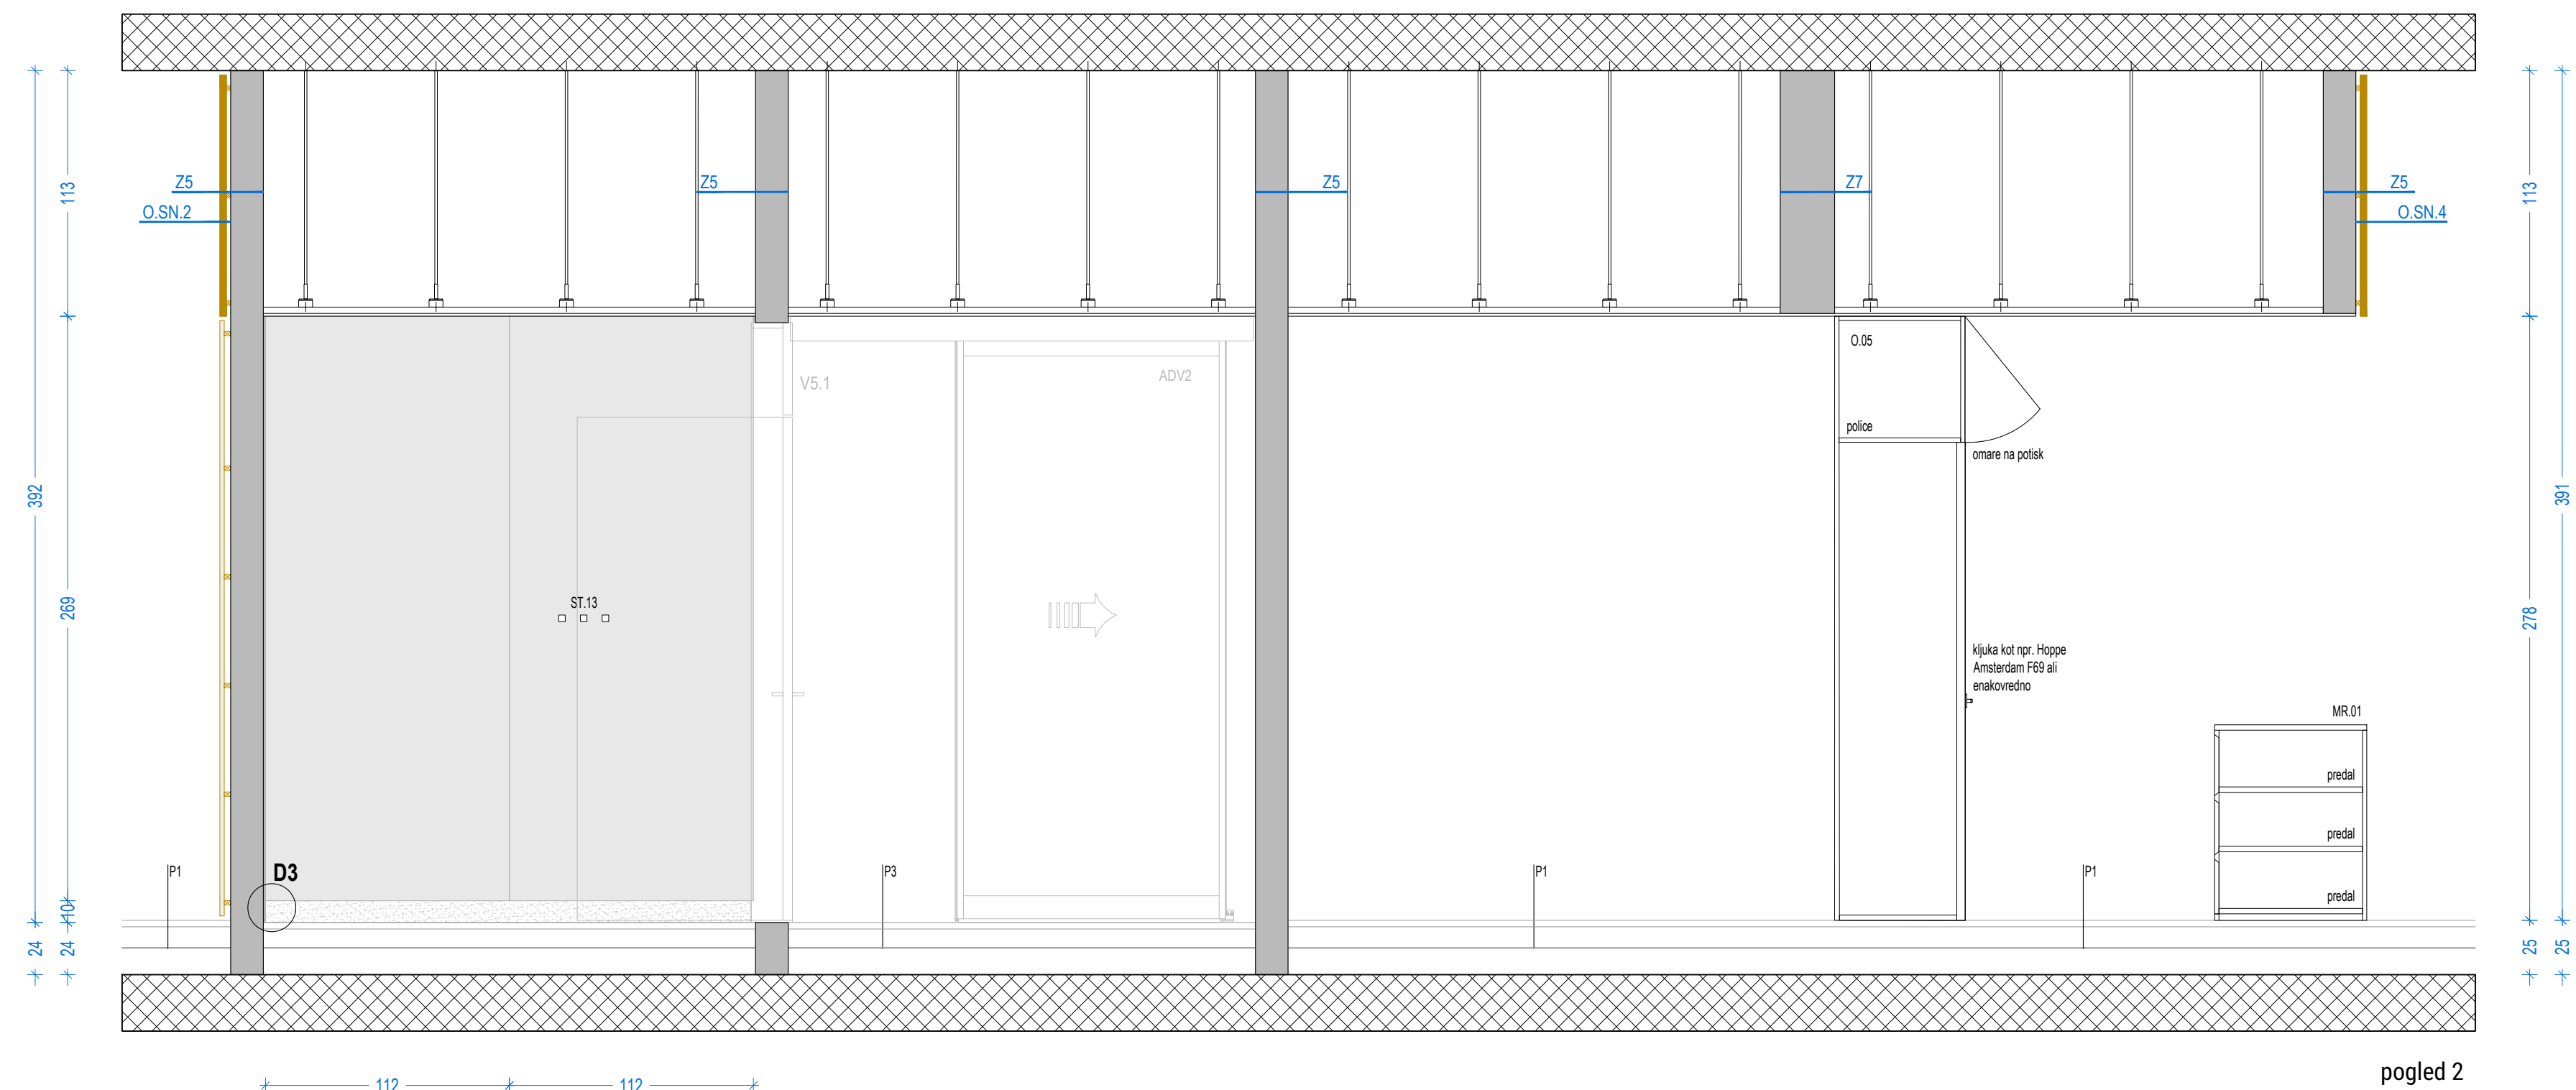 Z5
Z5
Z5
Z7
Z5
O.SN.2
O.SN.4
113
113
392
391
269
278
10
24
24
25
25
V5.1
ADV2
O.05
police
omare na potisk
ST.13
kljuka kot npr. Hoppe
Amsterdam F69 ali
enakovredno
MR.01
predal
predal
predal
P1
D3
P3
P1
P1
112
112
pogled 2